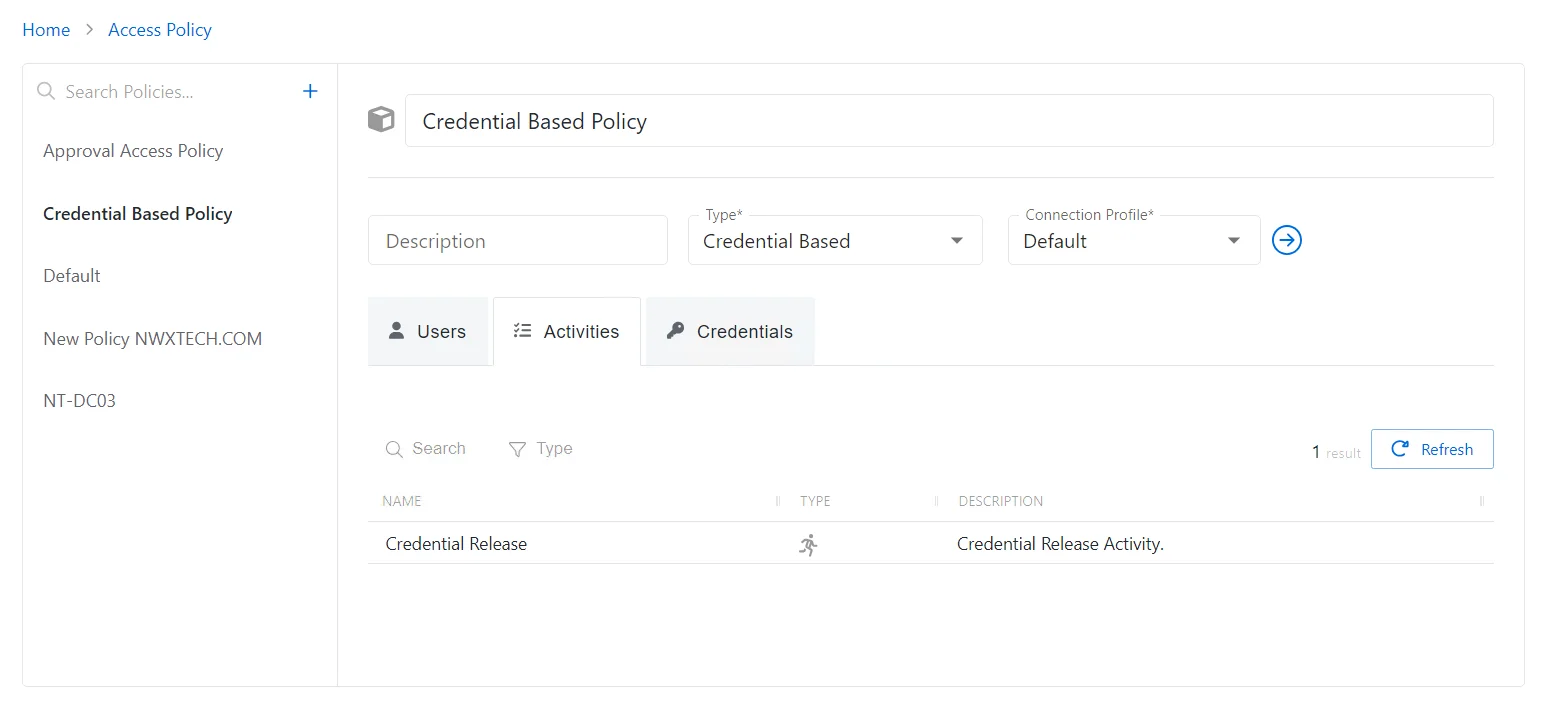 Home > Access Policy
Search Policies...
+
Approval Access Policy
Credential Based Policy
Default
New Policy NWXTECH.COM
NT-DC03
Credential Based Policy
Description
Type*
Credential Based
Connection Profile*
Default
Users
Activities
Credentials
Search
Type
1 result
Refresh
NAME TYPE DESCRIPTION
Credential Release Credential Release Activity.